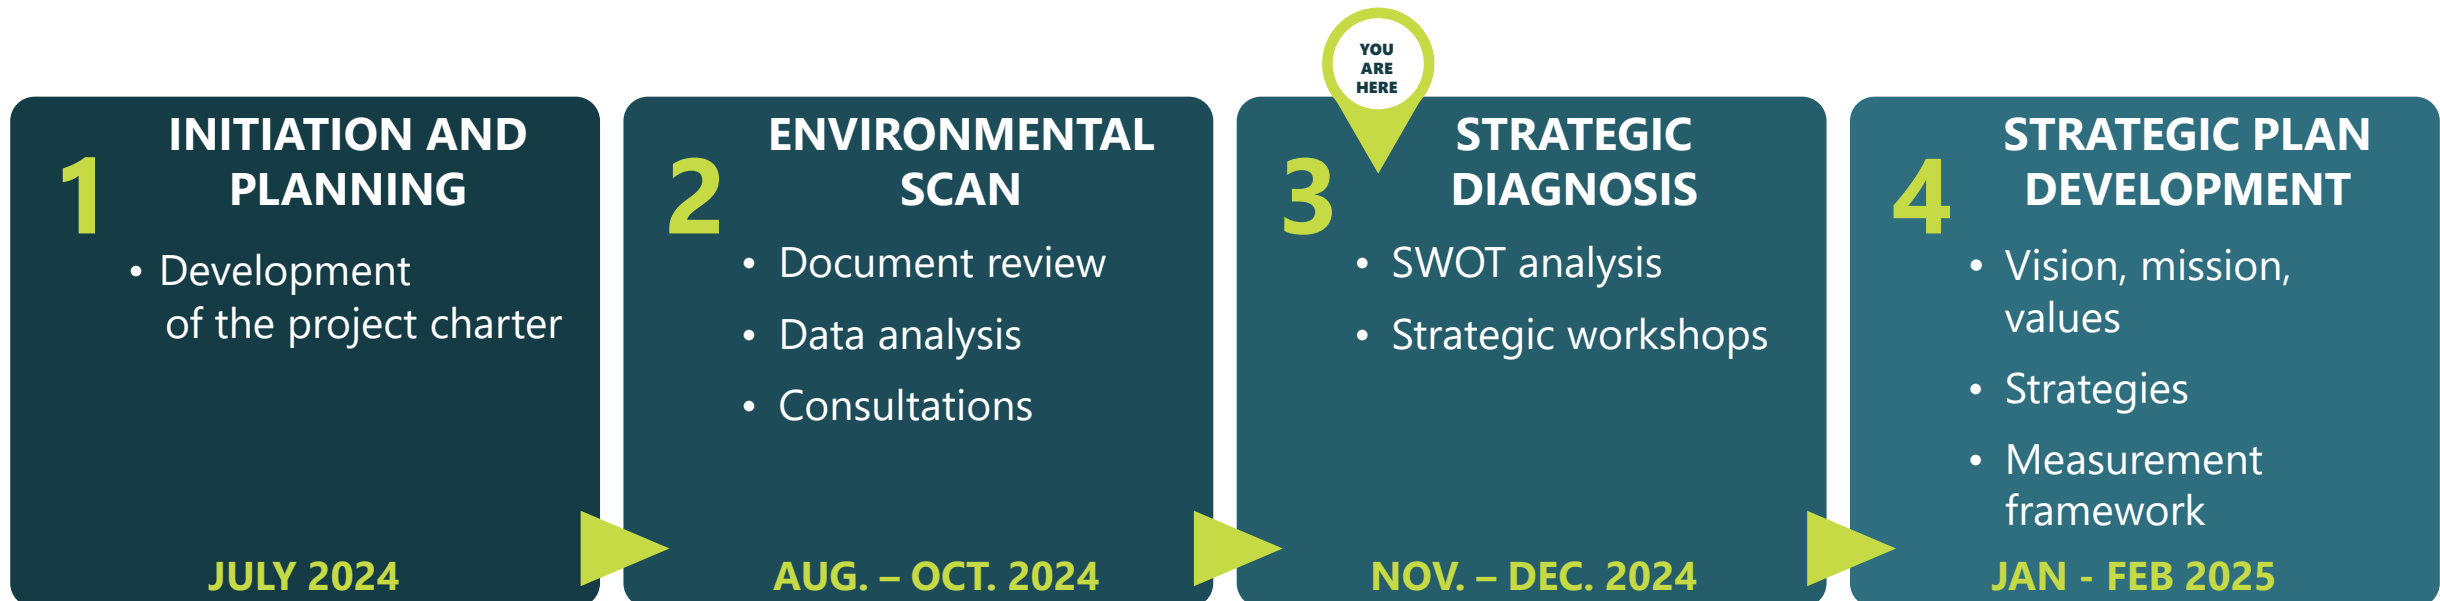 YOU
ARE
HERE
1
INITIATION AND
PLANNING
• Development
of the project charter
JULY 2024
2
ENVIRONMENTAL
SCAN
• Document review
• Data analysis
• Consultations
AUG. – OCT. 2024
3
STRATEGIC
DIAGNOSIS
• SWOT analysis
• Strategic workshops
NOV. – DEC. 2024
4
STRATEGIC PLAN
DEVELOPMENT
• Vision, mission,
values
• Strategies
• Measurement
framework
JAN - FEB 2025